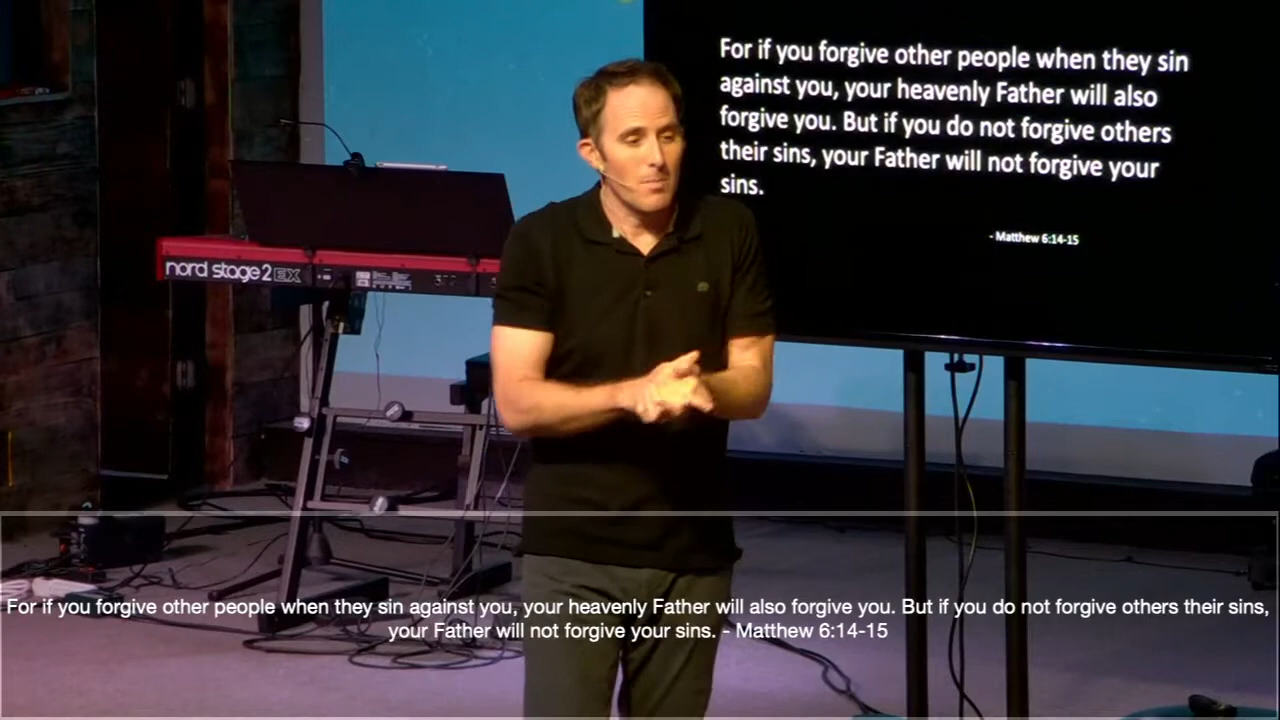 For if you forgive other people when they sin
against you, your heavenly Father will also
forgive you. But if you do not forgive others
their sins, your Father will not forgive your
sins.
- Matthew 6:14-15
nord stage 2 EX
For if you forgive other people when they sin against you, your heavenly Father will also forgive you. But if you do not forgive others their sins,
your Father will not forgive your sins. - Matthew 6:14-15